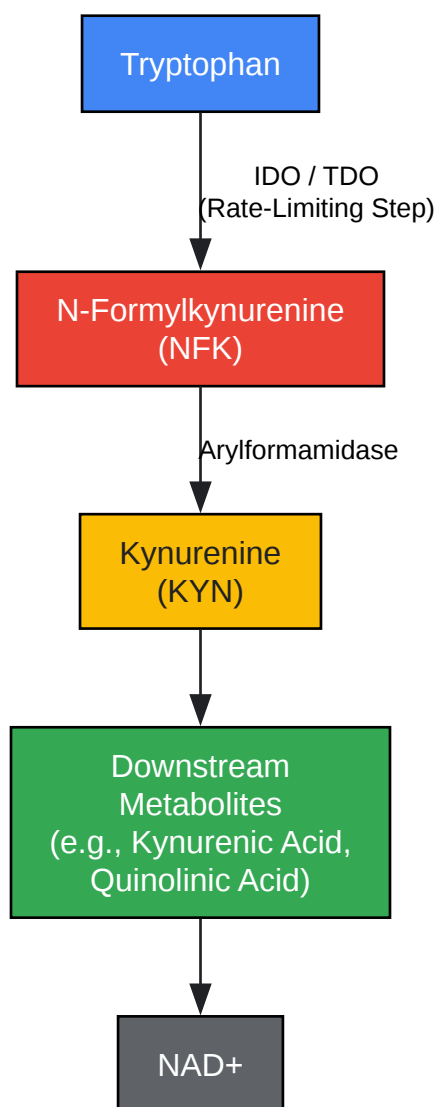 Tryptophan
IDO / TDO
(Rate-Limiting Step)
N-Formylkynurenine
(NFK)
Arylformamidase
Kynurenine
(KYN)
Downstream
Metabolites
(e.g., Kynurenic Acid,
Quinolinic Acid)
NAD+